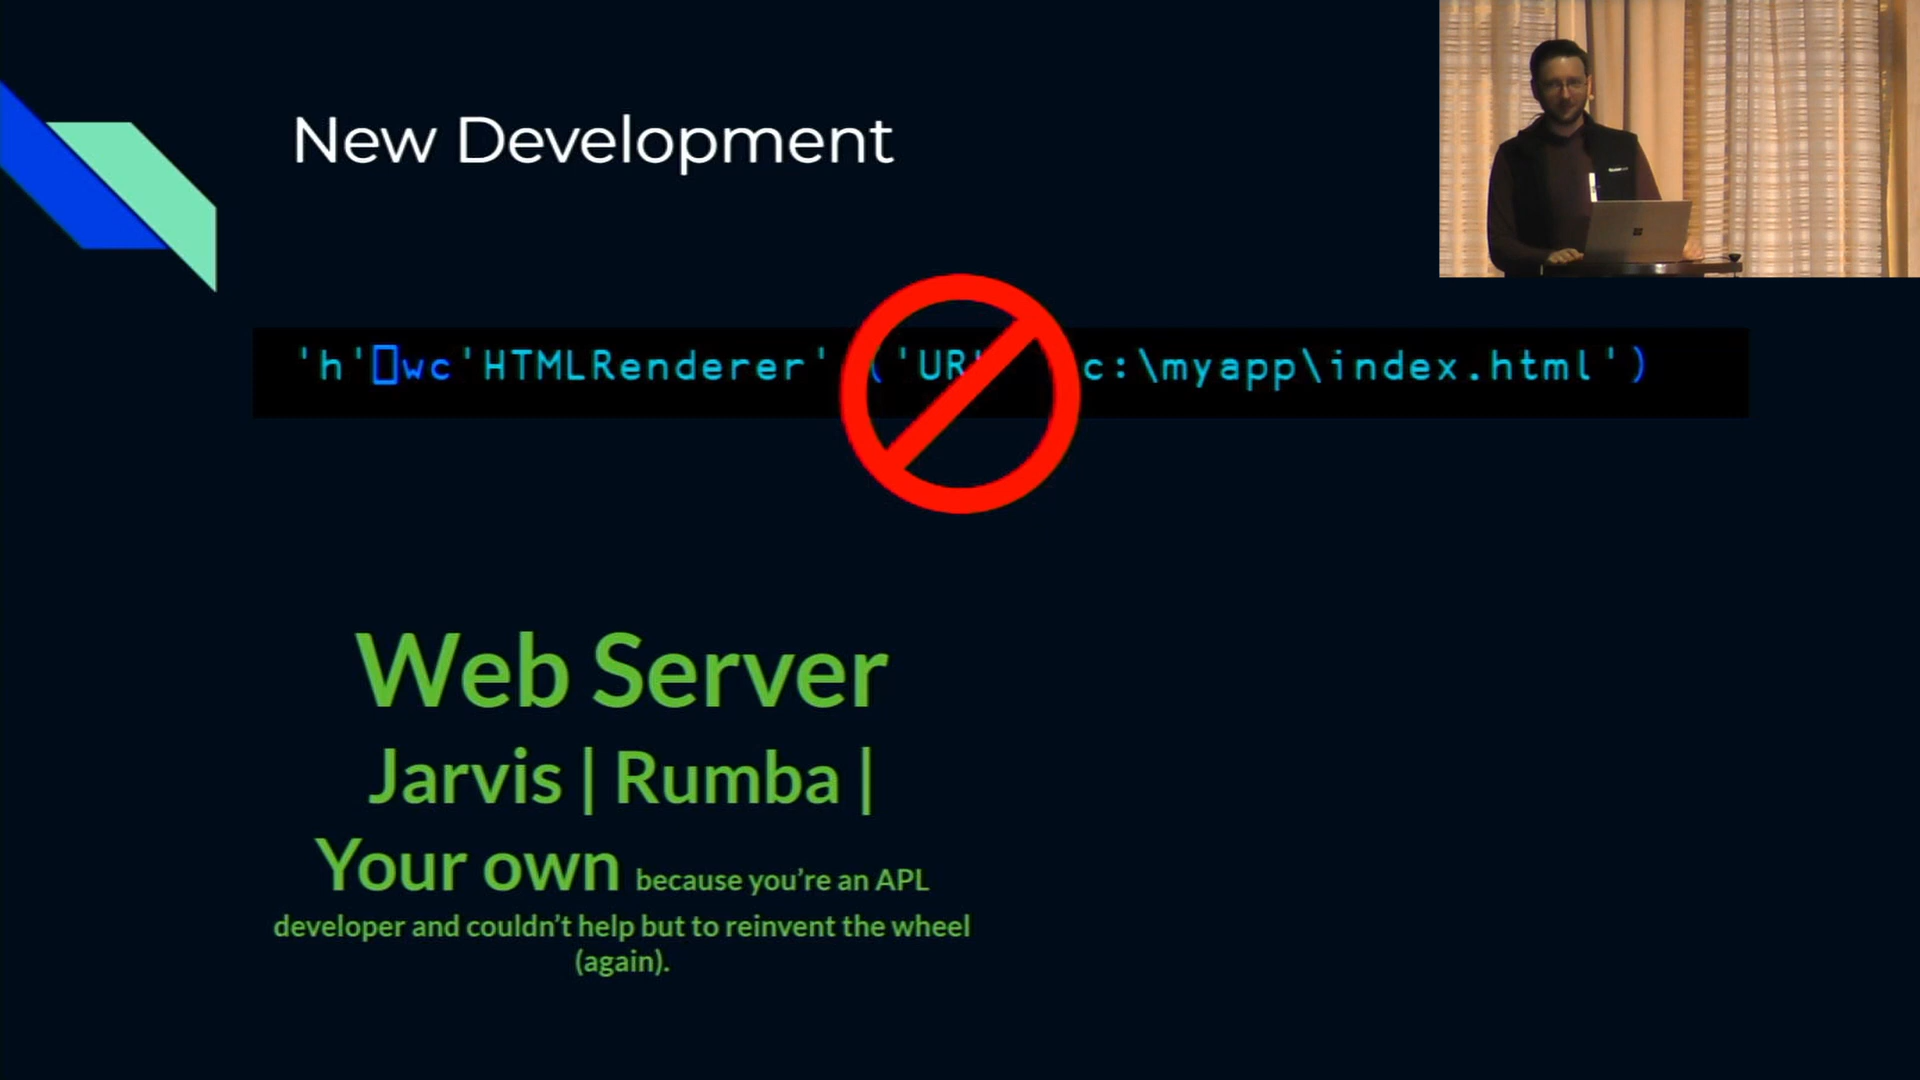 New Development
'h'⎕wc'HTMLRenderer' ('UR c:\myapp\index.html')
Web Server
Jarvis | Rumba |
Your own because you're an APL
developer and couldn't help but to reinvent the wheel
(again).